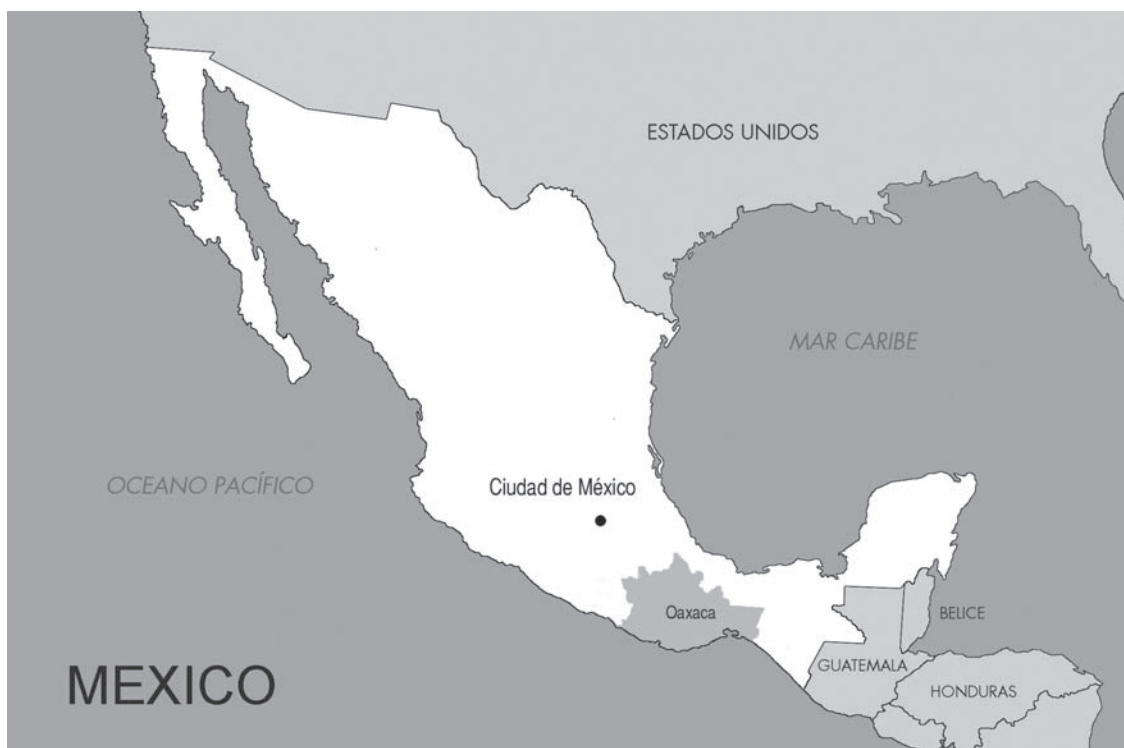 ESTADOS UNIDOS
MAR CARIBE
OCEANO PACÍFICO
Ciudad de México
Oaxaca
BELICE
GUATEMALA
HONDURAS
MEXICO